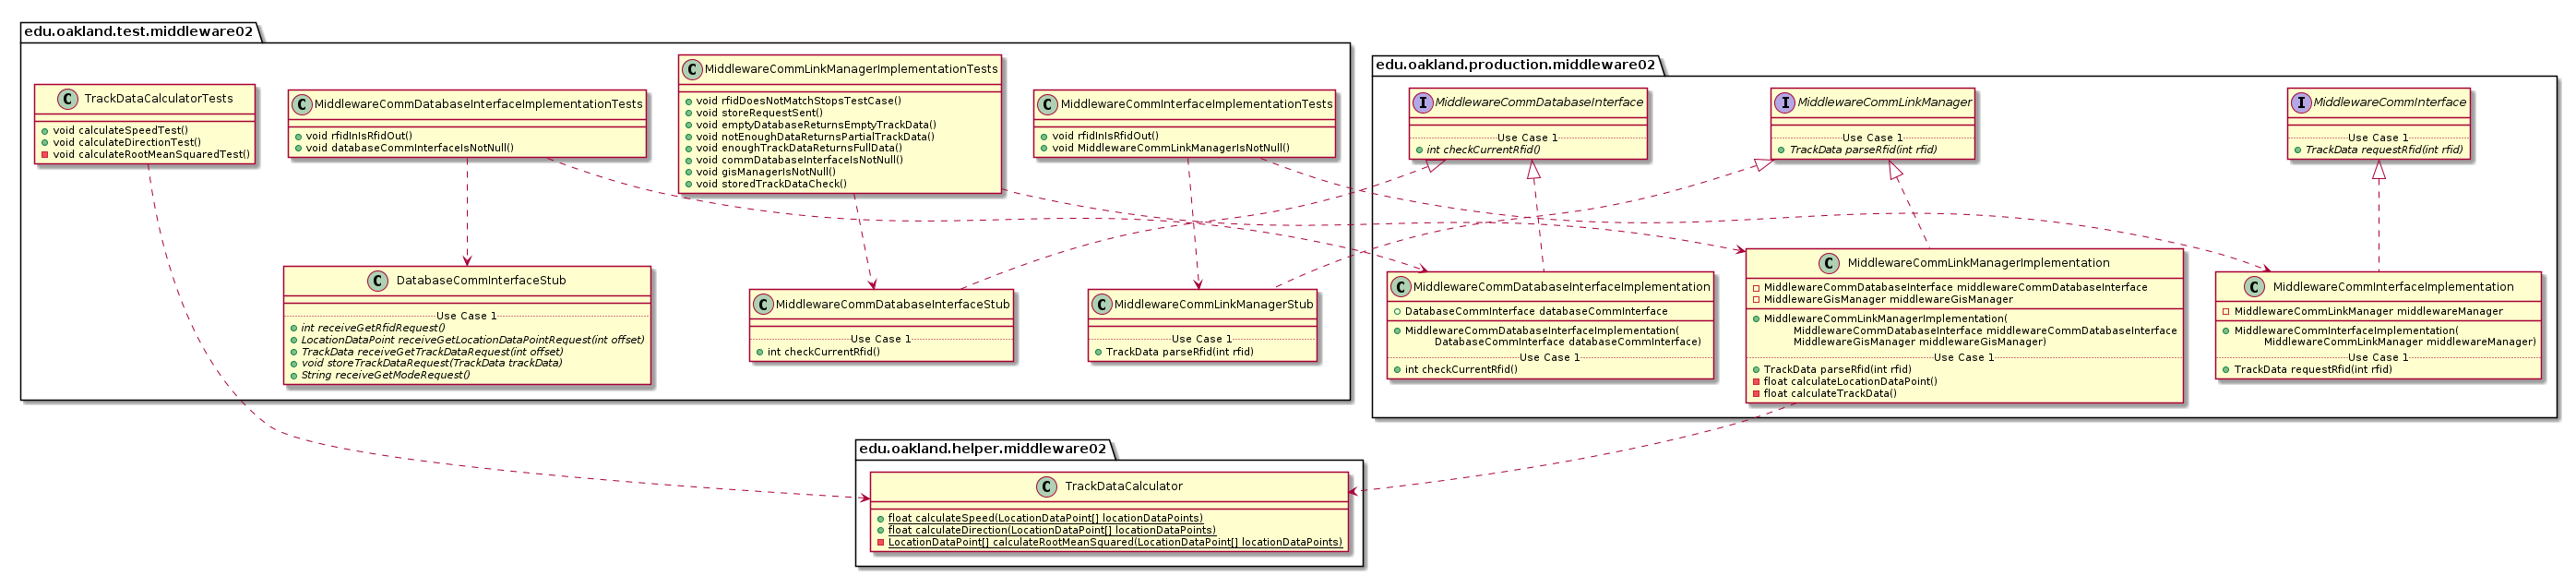 edu.oakland.test.middleware02
TrackDataCalculatorTests
void calculateSpeedTest()
void calculateDirectionTest()
void calculateRootMeanSquaredTest()
MiddlewareCommDatabaseInterfaceImplementationTests
void rfidInIsRfidOut()
void databaseCommInterfaceIsNotNull()
MiddlewareCommLinkManagerImplementationTests
void rfidDoesNotMatchStopsTestCase()
void storeRequestSent()
void emptyDatabaseReturnsEmptyTrackData()
void notEnoughDataReturnsPartialTrackData()
void enoughTrackDataReturnsFullData()
void commDatabaseInterfaceIsNotNull()
void gisManagerIsNotNull()
void storedTrackDataCheck()
MiddlewareCommInterfaceImplementationTests
void rfidInIsRfidOut()
void MiddlewareCommLinkManagerIsNotNull()
DatabaseCommInterfaceStub
Use Case 1
int receiveGetRfidRequest()
LocationDataPoint receiveGetLocationDataPointRequest(int offset)
TrackData receiveGetTrackDataRequest(int offset)
void storeTrackDataRequest(TrackData trackData)
String receiveGetModeRequest()
MiddlewareCommDatabaseInterfaceStub
Use Case 1
int checkCurrentRfid()
MiddlewareCommLinkManagerStub
Use Case 1
TrackData parseRfid(int rfid)
edu.oakland.production.middleware02
MiddlewareCommDatabaseInterface
Use Case 1
int checkCurrentRfid()
MiddlewareCommLinkManager
Use Case 1
TrackData parseRfid(int rfid)
MiddlewareCommInterface
Use Case 1
TrackData requestRfid(int rfid)
MiddlewareCommDatabaseInterfaceImplementation
DatabaseCommInterface databaseCommInterface
MiddlewareCommDatabaseInterfaceImplementation(
DatabaseCommInterface databaseCommInterface)
Use Case 1
int checkCurrentRfid()
MiddlewareCommLinkManagerImplementation
MiddlewareCommDatabaseInterface middlewareCommDatabaseInterface
MiddlewareGisManager middlewareGisManager
MiddlewareCommLinkManagerImplementation(
MiddlewareCommDatabaseInterface middlewareCommDatabaseInterface
MiddlewareGisManager middlewareGisManager)
Use Case 1
TrackData parseRfid(int rfid)
float calculateLocationDataPoint()
float calculateTrackData()
MiddlewareCommInterfaceImplementation
MiddlewareCommLinkManager middlewareManager
MiddlewareCommInterfaceImplementation(
MiddlewareCommLinkManager middlewareManager)
Use Case 1
TrackData requestRfid(int rfid)
edu.oakland.helper.middleware02
TrackDataCalculator
float calculateSpeed(LocationDataPoint[] locationDataPoints)
float calculateDirection(LocationDataPoint[] locationDataPoints)
LocationDataPoint[] calculateRootMeanSquared(LocationDataPoint[] locationDataPoints)